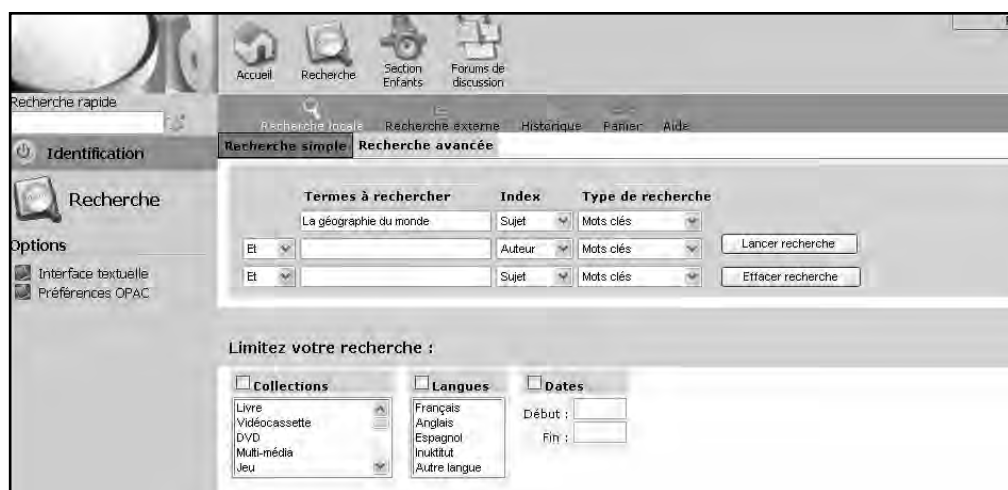 Accueil
Recherche
Section Enfants
Forums de discussion
Recherche rapide
Recherche locale Recherche externe Historique Panier Aide
Identification
Recherche simple Recherche avancée
Recherche
Termes à rechercher Index Type de recherche
La géographie du monde Sujet Mots clés
Et Auteur Mots clés Lancer recherche
Et Sujet Mots clés Effacer recherche
Options
Interface textuelle
Préférences OPAC
Limitez votre recherche :
Collections
Livre
Vidéocassette
DVD
Multi-média
Jeu
Langues
Français
Anglais
Espagnol
Inuktitut
Autre langue
Dates
Début :
Fin :